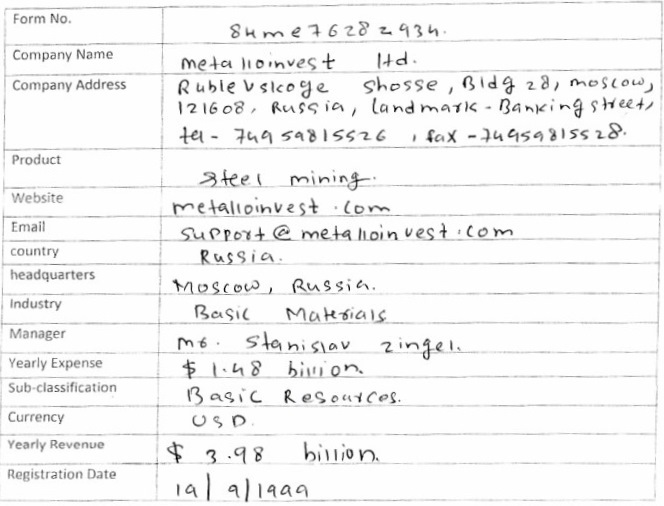 Form No. 84me76282934.
Company Name metalloinvest ltd.
Company Address Rublevskoge shosse, Bldg 28, moscow,
121608, Russia, landmark - Banking street,
tel - 74959815526 , fax - 74959815528.
Product steel mining.
Website metalloinvest.com
Email support@metalloinvest.com
country Russia.
headquarters Moscow, Russia.
Industry Basic Materials
Manager mr. Stanislav zingel.
Yearly Expense $ 1.48 billion.
Sub-classification Basic Resources.
Currency USD.
Yearly Revenue $ 3.98 billion.
Registration Date 19/9/1999